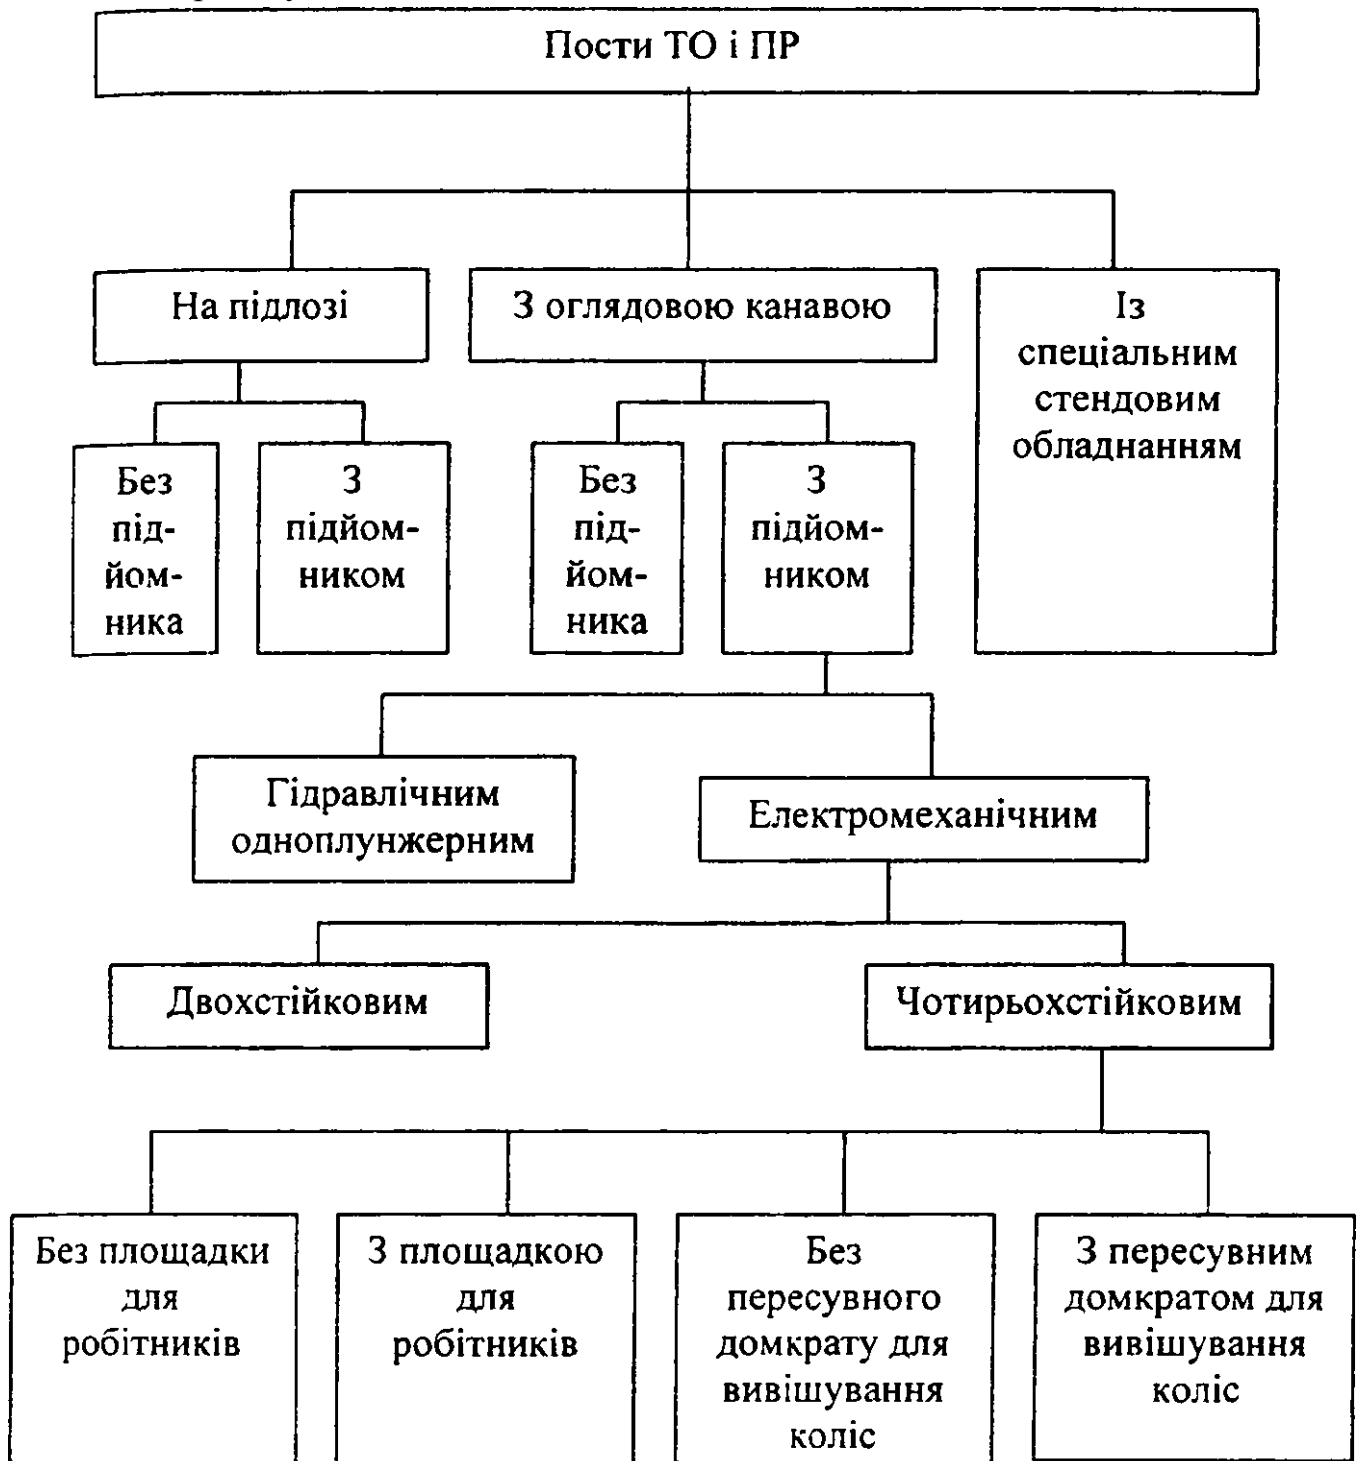 Пости ТО і ПР
На підлозі
З оглядовою канавою
Із
спеціальним
стендовим
обладнанням
Без
під-
йом-
ника
З
підйом-
ником
Без
під-
йом-
ника
З
підйом-
ником
Гідравлічним
одноплунжерним
Електромеханічним
Двохстійковим
Чотирьохстійковим
Без площадки
для
робітників
З площадкою
для
робітників
Без
пересувного
домкрату для
вивішування
коліс
З пересувним
домкратом для
вивішування
коліс